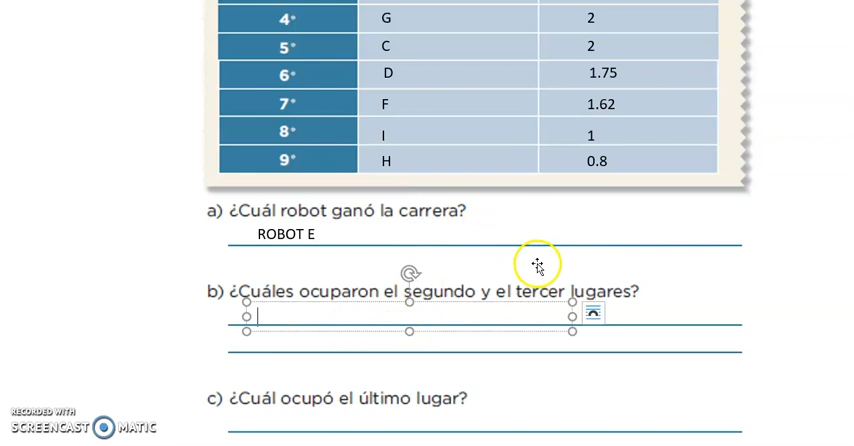 4° G 2
5° C 2
6° D 1.75
7° F 1.62
8° I 1
9° H 0.8
a) ¿Cuál robot ganó la carrera?
ROBOT E
b) ¿Cuáles ocuparon el segundo y el tercer lugares?
c) ¿Cuál ocupó el último lugar?
RECORDED WITH
SCREENCAST MATIC